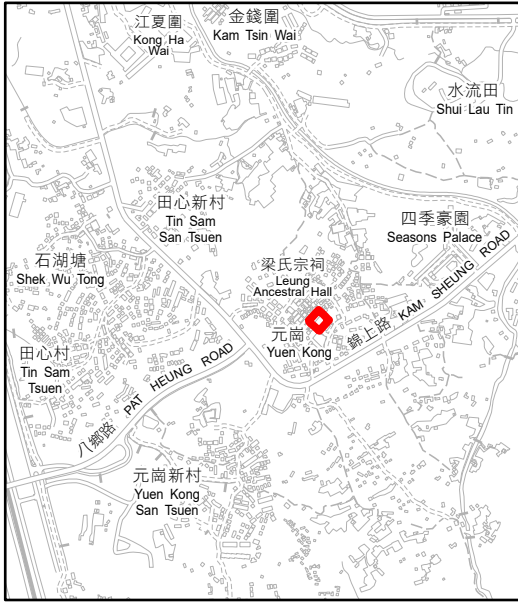 江夏圍
Kong Ha
Wai
金錢圍
Kam Tsin Wai
水流田
Shui Lau Tin
田心新村
Tin Sam
San Tsuen
四季豪園
Seasons Palace
石湖塘
Shek Wu Tong
梁氏宗祠
Leung
Ancestral Hall
元崗
Yuen Kong
錦上路 KAM SHEUNG ROAD
田心村
Tin Sam
Tsuen
八鄉路 PAT HEUNG ROAD
元崗新村
Yuen Kong
San Tsuen